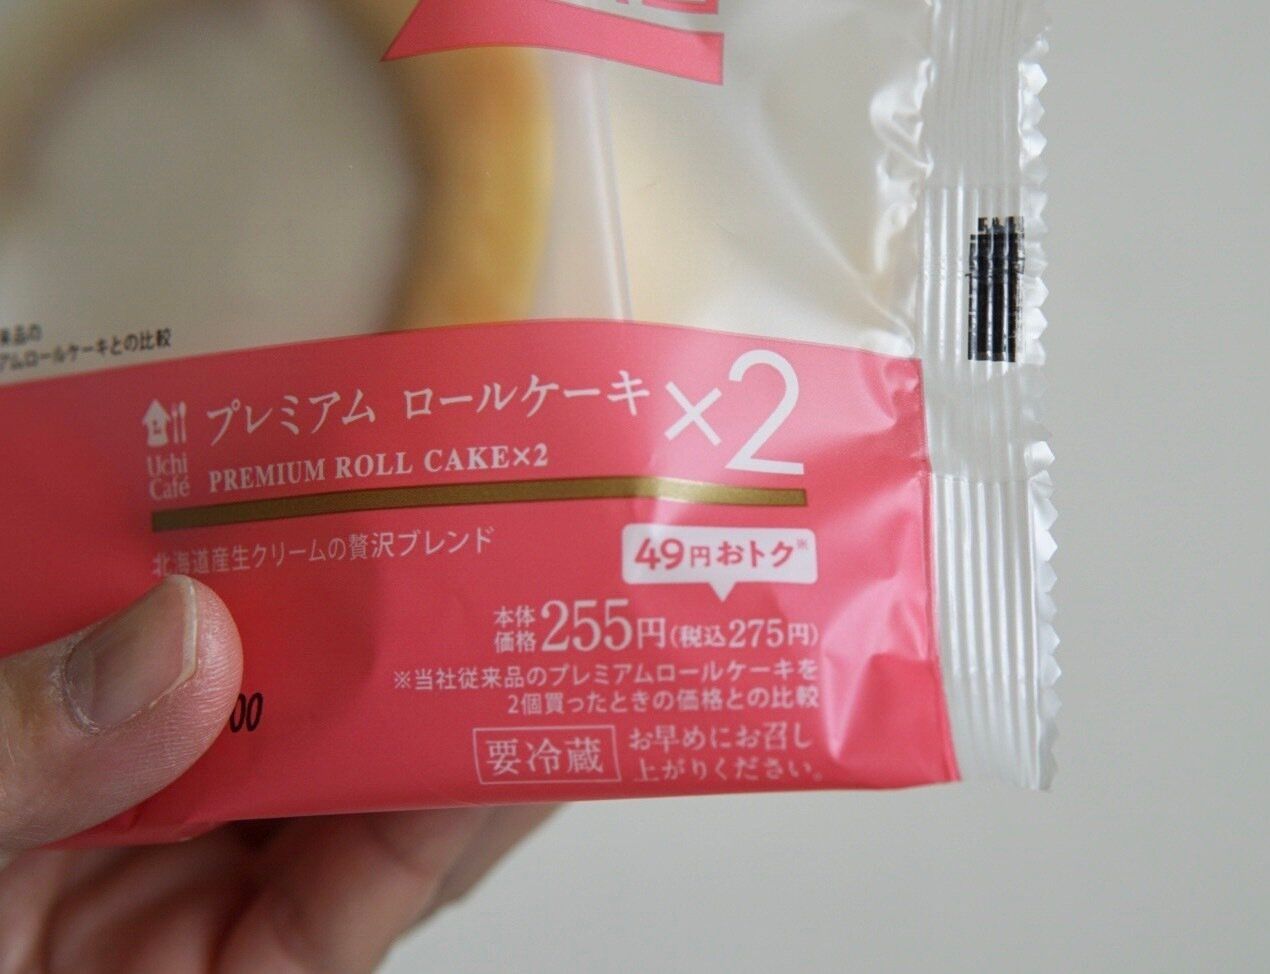 来品の
アムロールケーキとの比較
プレミアム ロールケーキ×2
Uchi
Café
PREMIUM ROLL CAKE×2
北海道産生クリームの贅沢ブレンド
49円おトク※
本体
価格255円(税込275円)
※当社従来品のプレミアムロールケーキを
2個買ったときの価格との比較
00
要冷蔵
お早めにお召し
上がりください。